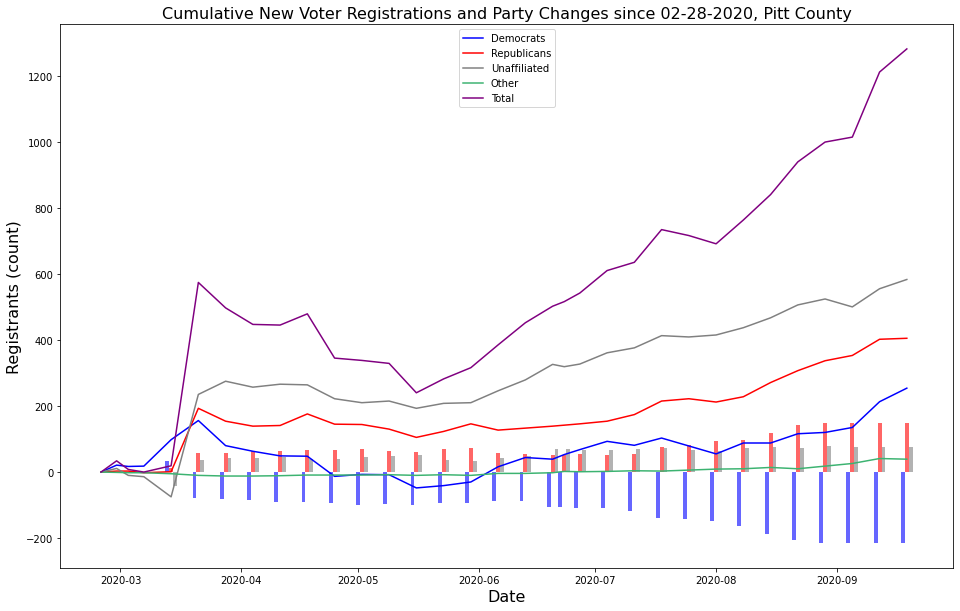 Cumulative New Voter Registrations and Party Changes since 02-28-2020, Pitt County
Democrats
Republicans
Unaffiliated
Other
Total
Registrants (count)
1200
1000
800
600
400
200
0
−200
2020-03
2020-04
2020-05
2020-06
2020-07
2020-08
2020-09
Date